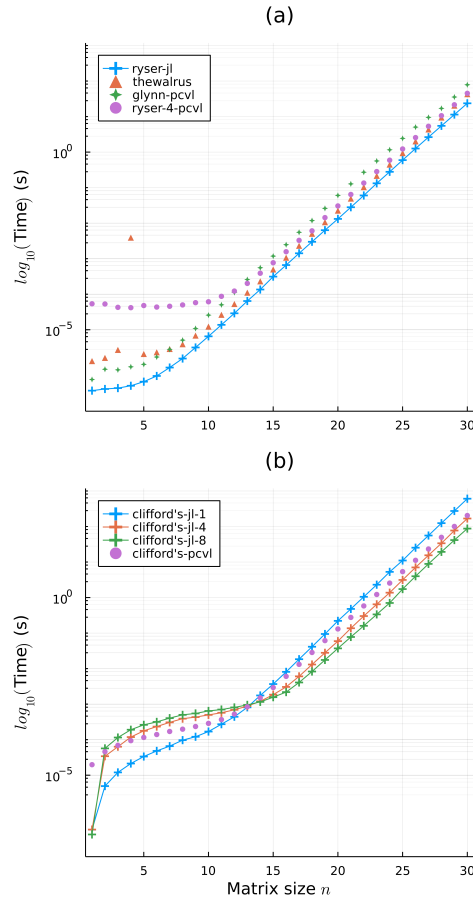 (a)
ryser-jl
thewalrus
glynn-pcvl
ryser-4-pcvl
log₁₀(Time) (s)
10⁰
10⁻⁵
5 10 15 20 25 30
(b)
clifford's-jl-1
clifford's-jl-4
clifford's-jl-8
clifford's-pcvl
log₁₀(Time) (s)
10⁰
10⁻⁵
5 10 15 20 25 30
Matrix size n